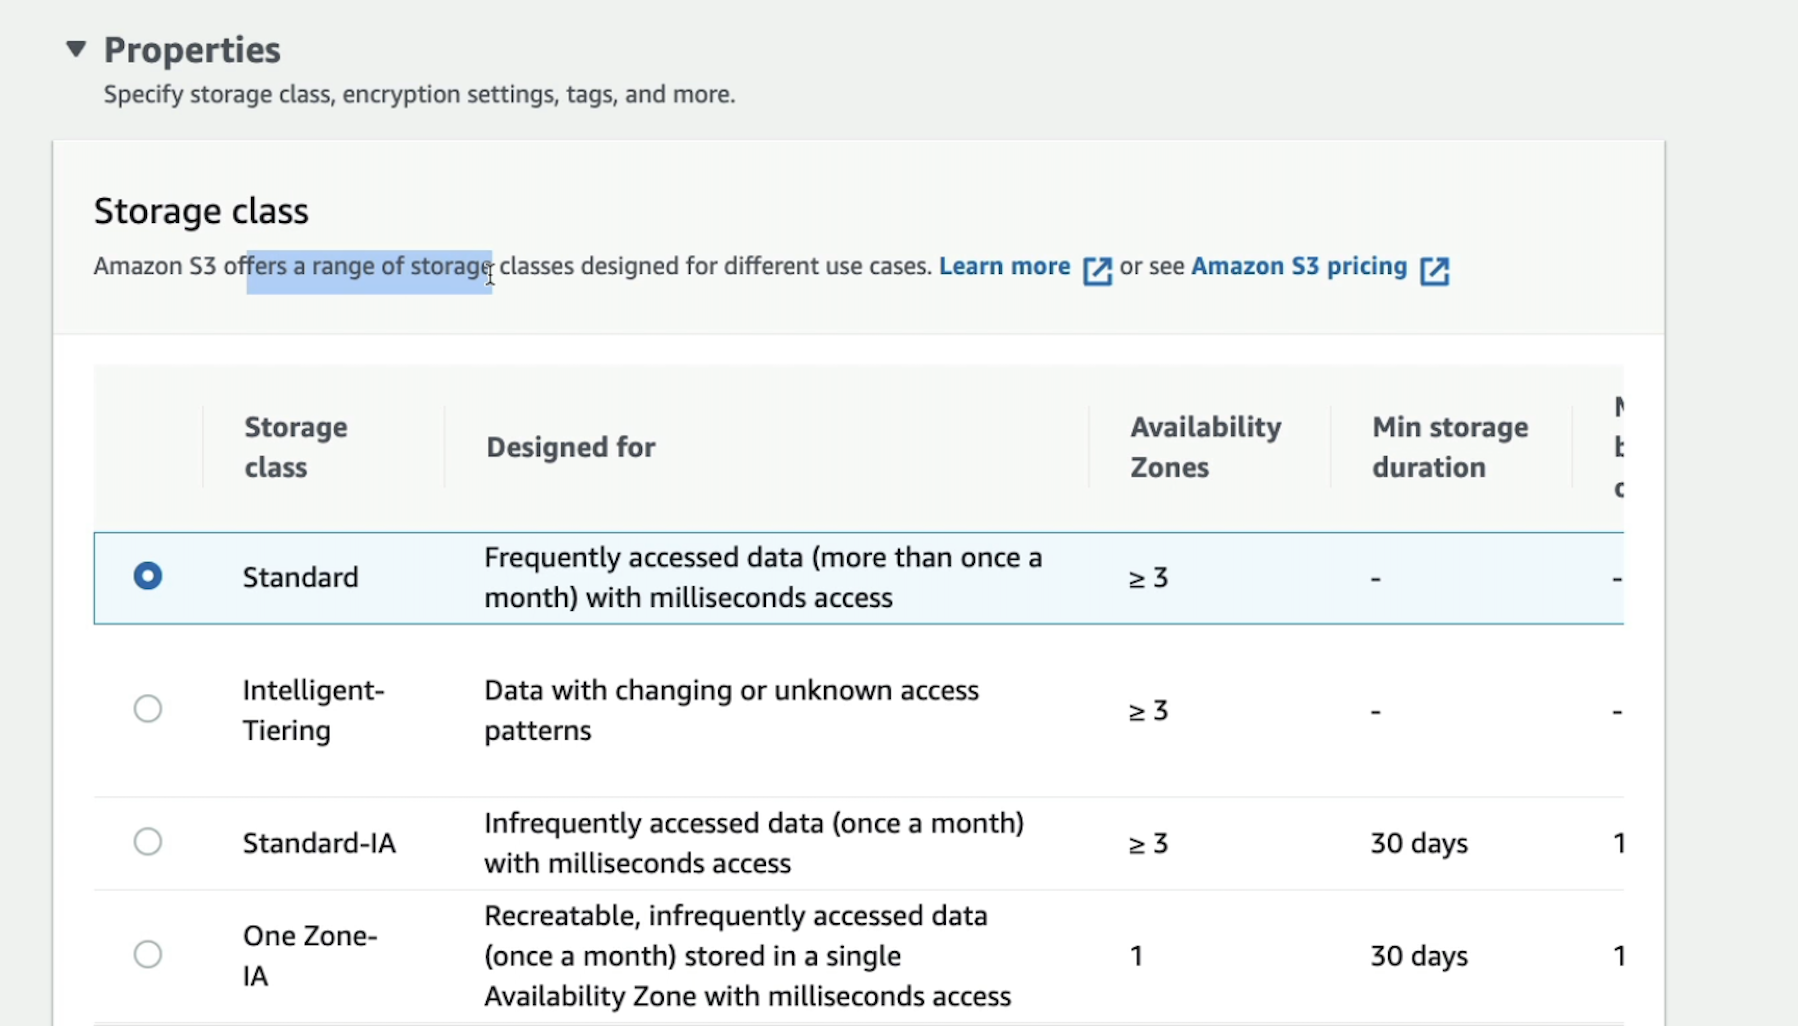 Properties
Specify storage class, encryption settings, tags, and more.
Storage class
Amazon S3 offers a range of storage classes designed for different use cases. Learn more or see Amazon S3 pricing
Storage class
Designed for
Availability Zones
Min storage duration
Standard
Frequently accessed data (more than once a
month) with milliseconds access
≥ 3
-
-
Intelligent-
Tiering
Data with changing or unknown access
patterns
≥ 3
-
-
Standard-IA
Infrequently accessed data (once a month)
with milliseconds access
≥ 3
30 days
1
One Zone-
IA
Recreatable, infrequently accessed data
(once a month) stored in a single
Availability Zone with milliseconds access
1
30 days
1